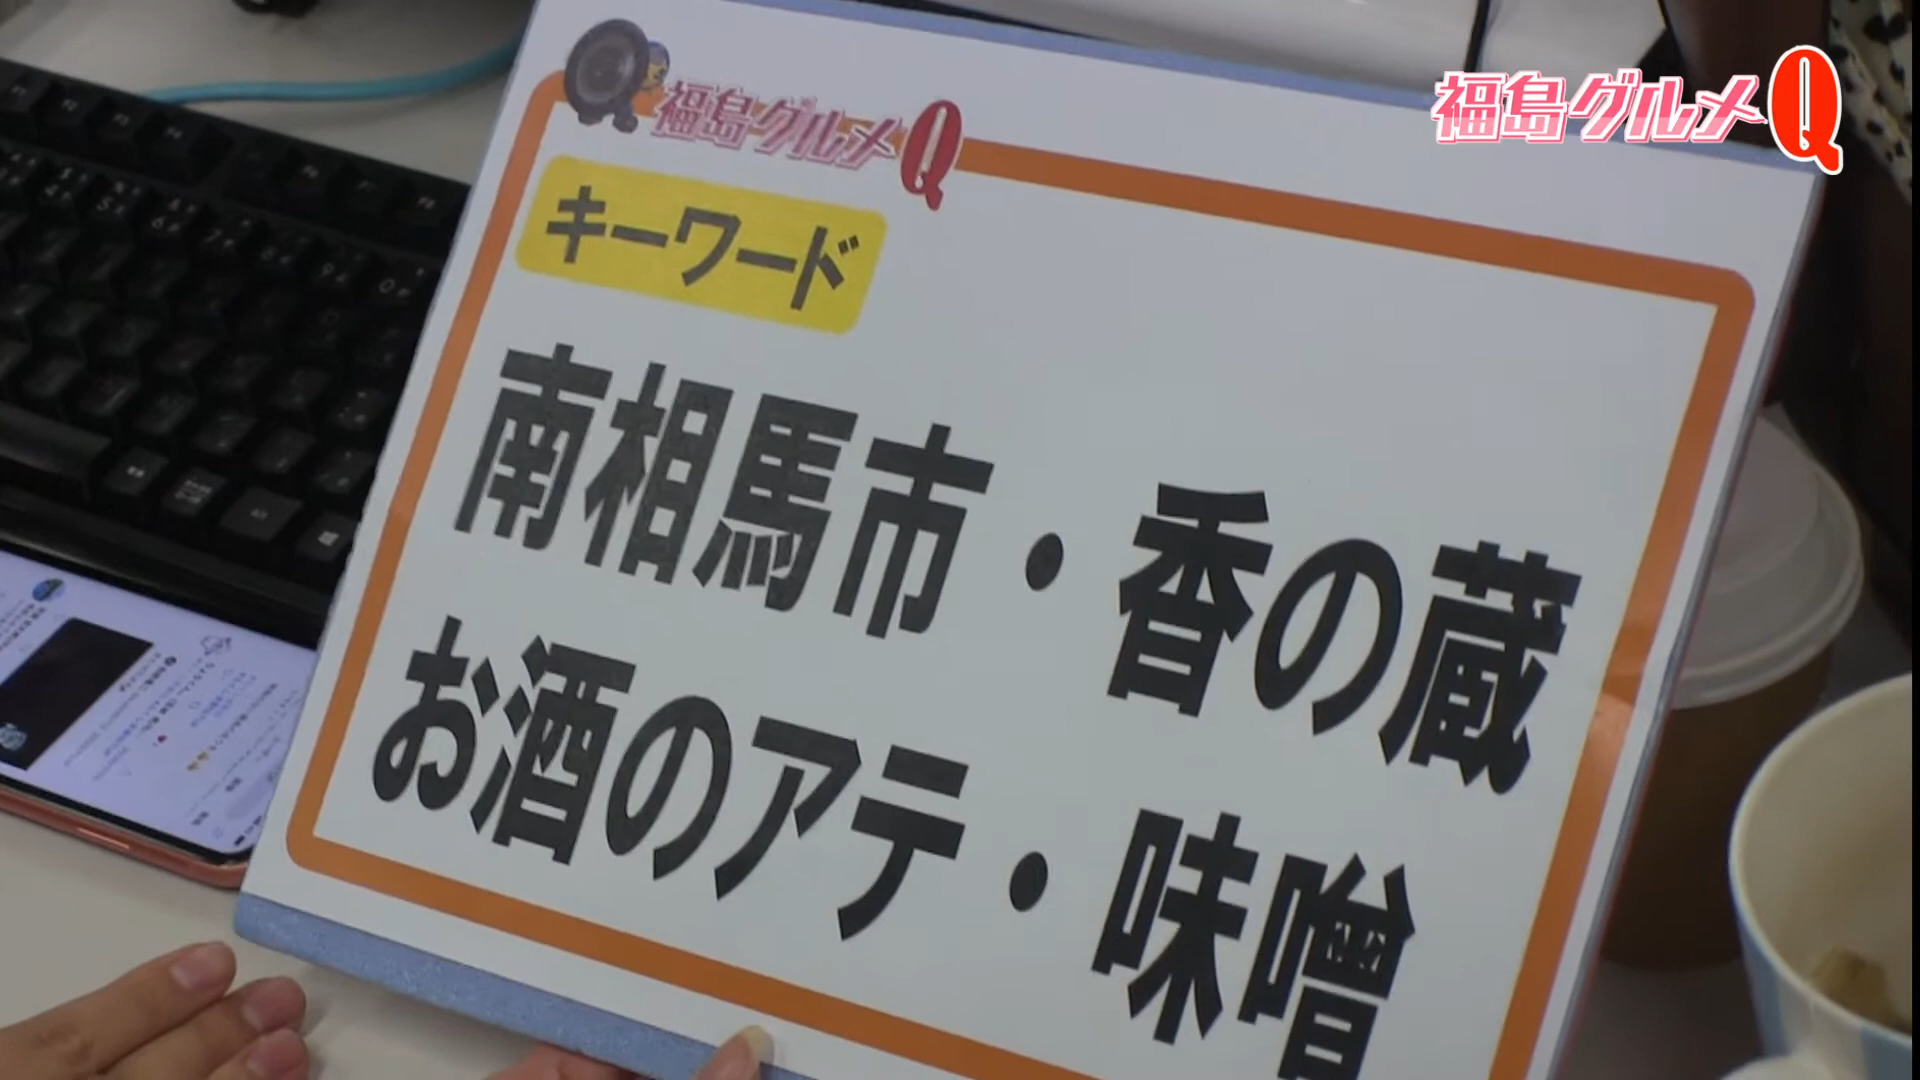 福島グルメQ
福島グルメQ
キーワード
南相馬市・香の蔵
お酒のアテ・味噌